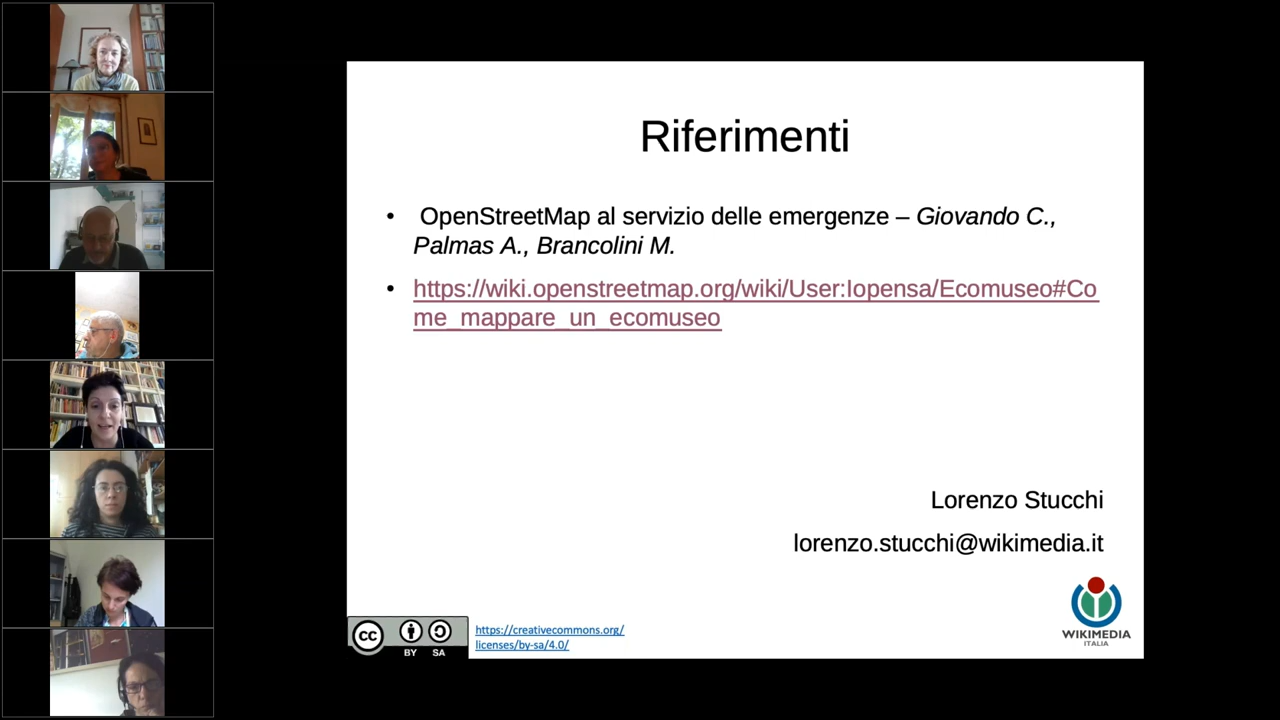 Riferimenti
• OpenStreetMap al servizio delle emergenze – Giovando C.,
Palmas A., Brancolini M.
• https://wiki.openstreetmap.org/wiki/User:Iopensa/Ecomuseo#Co
me_mappare_un_ecomuseo
Lorenzo Stucchi
lorenzo.stucchi@wikimedia.it
WIKIMEDIA
ITALIA
cc
BY SA
https://creativecommons.org/
licenses/by-sa/4.0/